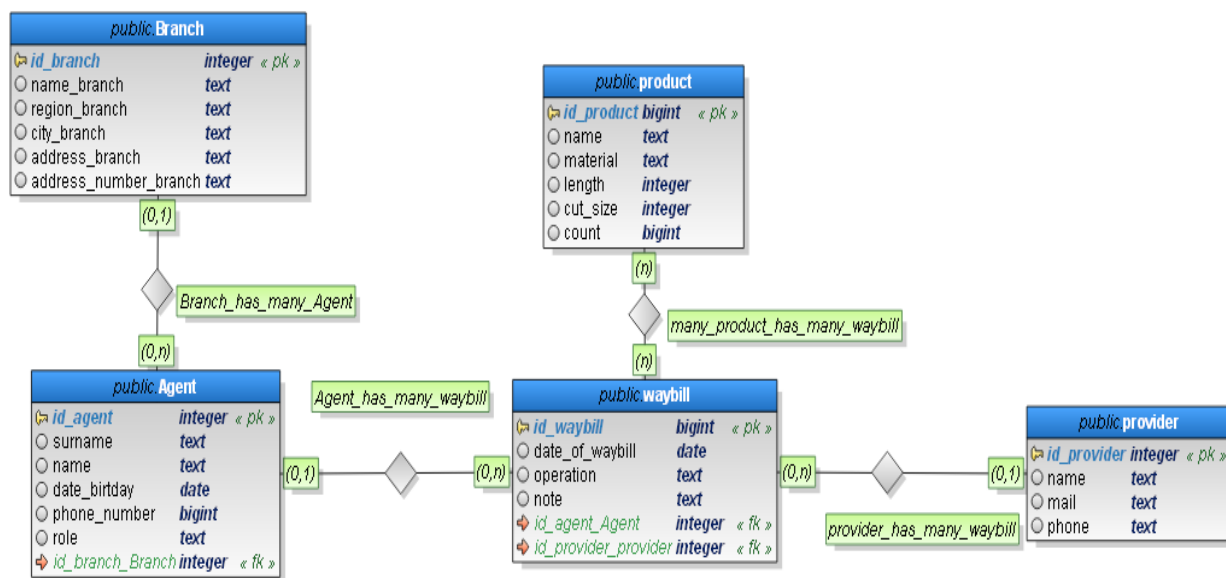 public.Branch
id_branch integer « pk »
name_branch text
region_branch text
city_branch text
address_branch text
address_number_branch text
(0,1)
Branch_has_many_Agent
(0,n)
public.product
id_product bigint « pk »
name text
material text
length integer
cut_size integer
count bigint
(n)
many_product_has_many_waybill
(n)
public.Agent
id_agent integer « pk »
surname text
name text
date_birtday date
phone_number bigint
role text
id_branch_Branch integer « fk »
Agent_has_many_waybill
(0,1)
(0,n)
public.waybill
id_waybill bigint « pk »
date_of_waybill date
operation text
note text
id_agent_Agent integer « fk »
id_provider_provider integer « fk »
(0,n)
(0,1)
provider_has_many_waybill
public.provider
id_provider integer « pk »
name text
mail text
phone text